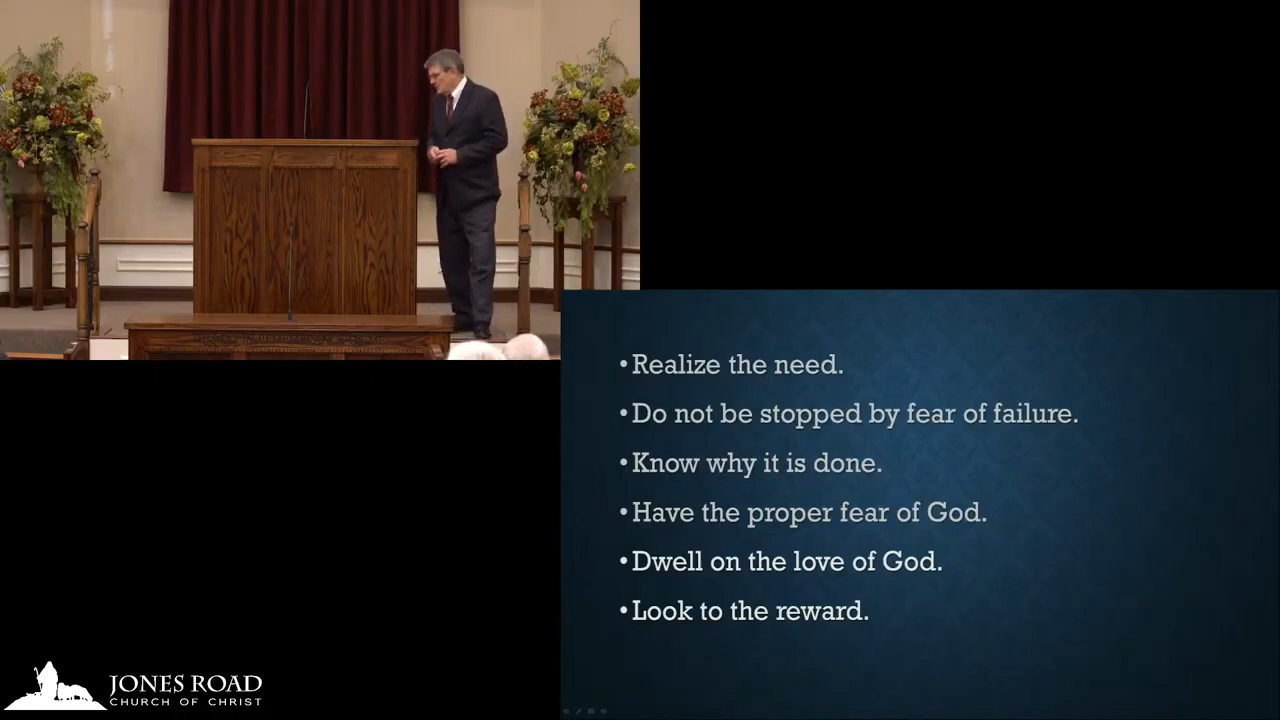 •Realize the need.
•Do not be stopped by fear of failure.
•Know why it is done.
•Have the proper fear of God.
•Dwell on the love of God.
•Look to the reward.
JONES ROAD
CHURCH OF CHRIST